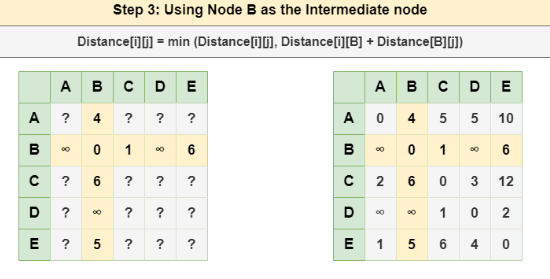 Step 3: Using Node B as the Intermediate node
Distance[i][j] = min (Distance[i][j], Distance[i][B] + Distance[B][j])
A B C D E
A ? 4 ? ? ?
B ∞ 0 1 ∞ 6
C ? 6 ? ? ?
D ? ∞ ? ? ?
E ? 5 ? ? ?
A B C D E
A 0 4 5 5 10
B ∞ 0 1 ∞ 6
C 2 6 0 3 12
D ∞ ∞ 1 0 2
E 1 5 6 4 0